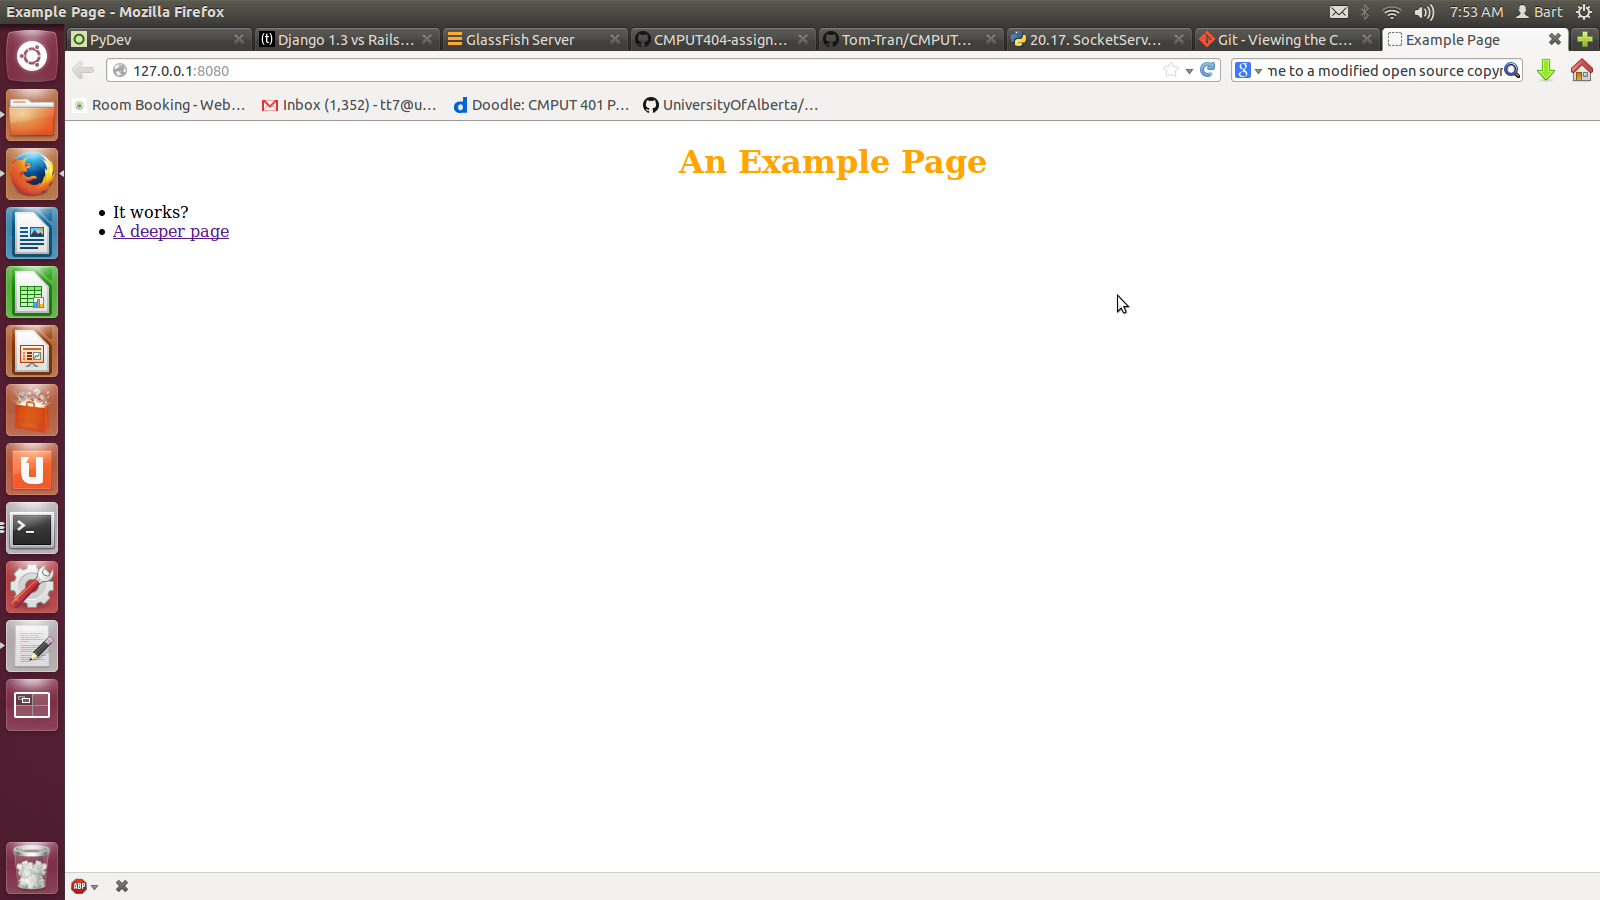 Example Page - Mozilla Firefox
7:53 AM Bart
PyDev
(t) Django 1.3 vs Rails...
GlassFish Server
CMPUT404-assign...
Tom-Tran/CMPUT...
20.17. SocketServ...
Git - Viewing the C...
Example Page
127.0.0.1:8080
8 me to a modified open source copyr
Room Booking - Web...
Inbox (1,352) - tt7@u...
d Doodle: CMPUT 401 P...
UniversityOfAlberta/...
An Example Page
It works?
A deeper page
>_
U
ABP